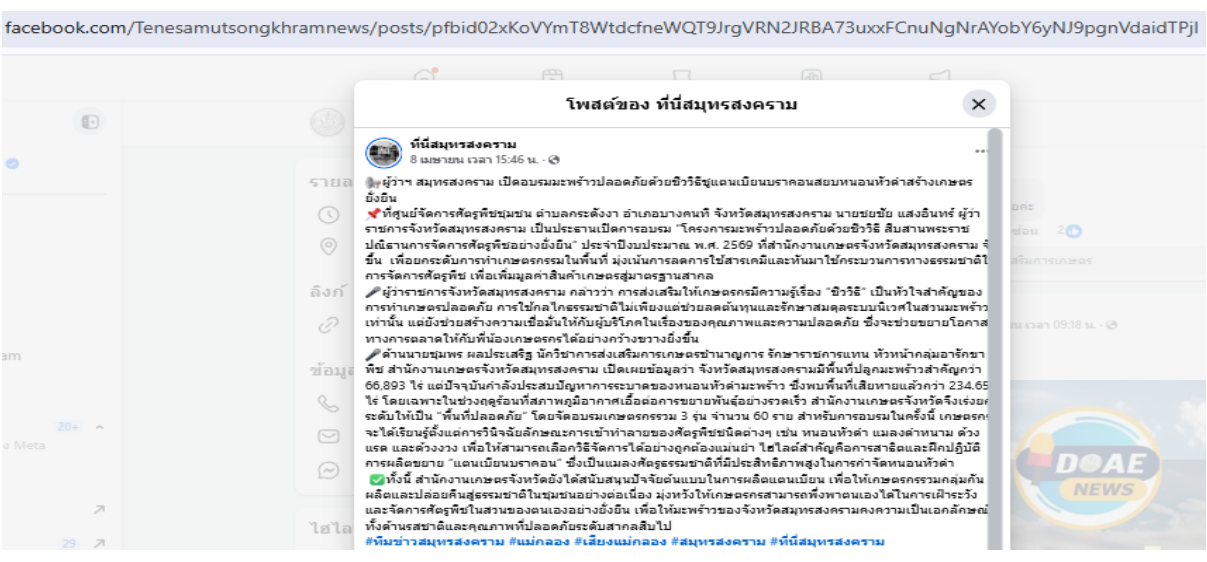 facebook.com/Tenesamutsongkhramnews/posts/pfbid02xKoVYmT8WtdcfneWQT9JrgVRN2JRBA73uxxFCnuNgNrAYobY6yNJ9pgnVdaidTPjl
โพสต์ของ ที่นี่สมุทรสงคราม
ที่นี่สมุทรสงคราม
8 เมษายน เวลา 15:46 น.
ผู้ว่าฯ สมุทรสงคราม เปิดอบรมมะพร้าวปลอดภัยด้วยชีววิธีชูแตนเบียนบราคอนสยบหนอนหัวดำสร้างเกษตร
ยั่งยืน
ที่ศูนย์จัดการศัตรูพืชชุมชน ตำบลกระดังงา อำเภอบางคนที จังหวัดสมุทรสงคราม นายชยชัย แสงอินทร์ ผู้ว่า
ราชการจังหวัดสมุทรสงคราม เป็นประธานเปิดการอบรม "โครงการมะพร้าวปลอดภัยด้วยชีววิธี สืบสานพระราช
ปณิธานการจัดการศัตรูพืชอย่างยั่งยืน" ประจำปีงบประมาณ พ.ศ. 2569 ที่สำนักงานเกษตรจังหวัดสมุทรสงคราม จั
ขึ้น เพื่อยกระดับการทำเกษตรกรรมในพื้นที่ มุ่งเน้นการลดการใช้สารเคมีและหันมาใช้กระบวนการทางธรรมชาติใ
การจัดการศัตรูพืช เพื่อเพิ่มมูลค่าสินค้าเกษตรสู่มาตรฐานสากล
ผู้ว่าราชการจังหวัดสมุทรสงคราม กล่าวว่า การส่งเสริมให้เกษตรกรมีความรู้เรื่อง "ชีววิธี" เป็นหัวใจสำคัญของ
การทำเกษตรปลอดภัย การใช้กลไกธรรมชาติไม่เพียงแต่ช่วยลดต้นทุนและรักษาสมดุลระบบนิเวศในสวนมะพร้าว
เท่านั้น แต่ยังช่วยสร้างความเชื่อมั่นให้กับผู้บริโภคในเรื่องของคุณภาพและความปลอดภัย ซึ่งจะช่วยขยายโอกาส
ทางการตลาดให้กับพี่น้องเกษตรกรได้อย่างกว้างขวางยิ่งขึ้น
ด้านนายชุมพร ผลประเสริฐ นักวิชาการส่งเสริมการเกษตรชำนาญการ รักษาราชการแทน หัวหน้ากลุ่มอารักขา
พืช สำนักงานเกษตรจังหวัดสมุทรสงคราม เปิดเผยข้อมูลว่า จังหวัดสมุทรสงครามมีพื้นที่ปลูกมะพร้าวสำคัญกว่า
66,893 ไร่ แต่ปัจจุบันกำลังประสบปัญหาการระบาดของหนอนหัวดำมะพร้าว ซึ่งพบพื้นที่เสียหายแล้วกว่า 234.65
ไร่ โดยเฉพาะในช่วงฤดูร้อนที่สภาพภูมิอากาศเอื้อต่อการขยายพันธุ์อย่างรวดเร็ว สำนักงานเกษตรจังหวัดจึงเร่งยก
ระดับให้เป็น "พื้นที่ปลอดภัย" โดยจัดอบรมเกษตรกรรวม 3 รุ่น จำนวน 60 ราย สำหรับการอบรมในครั้งนี้ เกษตรกร
จะได้เรียนรู้ตั้งแต่การวินิจฉัยลักษณะการเข้าทำลายของศัตรูพืชชนิดต่างๆ เช่น หนอนหัวดำ แมลงดำหนาม ด้วง
แรด และด้วงงวง เพื่อให้สามารถเลือกวิธีจัดการได้อย่างถูกต้องแม่นยำ ไฮไลต์สำคัญคือการสาธิตและฝึกปฏิบัติ
การผลิตขยาย "แตนเบียนบราคอน" ซึ่งเป็นแมลงศัตรูธรรมชาติที่มีประสิทธิภาพสูงในการกำจัดหนอนหัวดำ
ทั้งนี้ สำนักงานเกษตรจังหวัดยังได้สนับสนุนปัจจัยต้นแบบในการผลิตแตนเบียน เพื่อให้เกษตรกรรวมกลุ่มกัน
ผลิตและปล่อยคืนสู่ธรรมชาติในชุมชนอย่างต่อเนื่อง มุ่งหวังให้เกษตรกรสามารถพึ่งพาตนเองได้ในการเฝ้าระวัง
และจัดการศัตรูพืชในสวนของตนเองอย่างยั่งยืน เพื่อให้มะพร้าวของจังหวัดสมุทรสงครามคงความเป็นเอกลักษณ์
ทั้งด้านรสชาติและคุณภาพที่ปลอดภัยระดับสากลสืบไป
#ทีมข่าวสมุทรสงคราม #แม่กลอง #เสียงแม่กลอง #สมุทรสงคราม #ที่นี่สมุทรสงคราม
รายล
ลิงก์
ข้อมูล
ไฮไล
am
20+
ง Meta
29
2
เวลา 09:18 น.
DOAE
NEWS